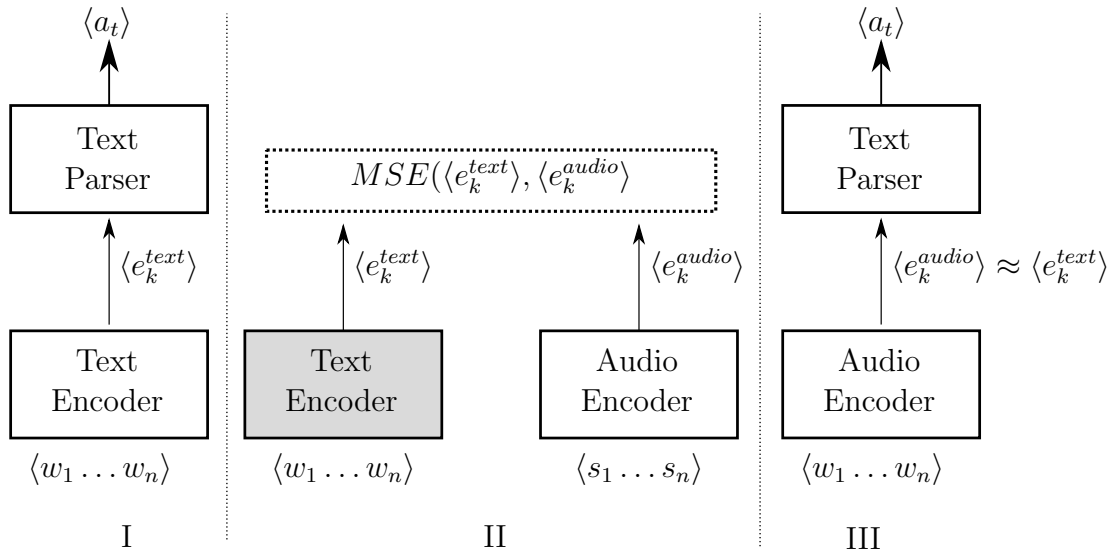 ⟨a_t⟩
Text
Parser
⟨e_k^{text}⟩
Text
Encoder
⟨w_1 … w_n⟩
I
MSE(⟨e_k^{text}⟩, ⟨e_k^{audio}⟩
⟨e_k^{text}⟩
⟨e_k^{audio}⟩
Text
Encoder
Audio
Encoder
⟨w_1 … w_n⟩
⟨s_1 … s_n⟩
II
⟨a_t⟩
Text
Parser
⟨e_k^{audio}⟩ ≈ ⟨e_k^{text}⟩
Audio
Encoder
⟨w_1 … w_n⟩
III